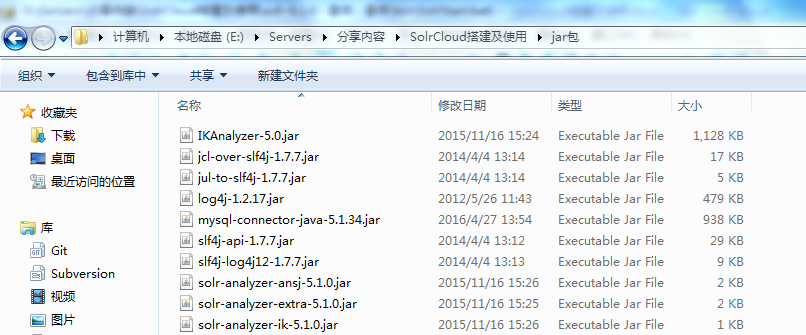 计算机 ▸ 本地磁盘 (E:) ▸ Servers ▸ 分享内容 ▸ SolrCloud搭建及使用 ▸ jar包
组织 包含到库中 共享 新建文件夹
收藏夹
下载
桌面
最近访问的位置
库
Git
Subversion
视频
图片
名称 修改日期 类型 大小
IKAnalyzer-5.0.jar 2015/11/16 15:24 Executable Jar File 1,128 KB
jcl-over-slf4j-1.7.7.jar 2014/4/4 13:14 Executable Jar File 17 KB
jul-to-slf4j-1.7.7.jar 2014/4/4 13:14 Executable Jar File 5 KB
log4j-1.2.17.jar 2012/5/26 11:43 Executable Jar File 479 KB
mysql-connector-java-5.1.34.jar 2016/4/27 13:54 Executable Jar File 938 KB
slf4j-api-1.7.7.jar 2014/4/4 13:12 Executable Jar File 29 KB
slf4j-log4j12-1.7.7.jar 2014/4/4 13:13 Executable Jar File 9 KB
solr-analyzer-ansj-5.1.0.jar 2015/11/16 15:26 Executable Jar File 2 KB
solr-analyzer-extra-5.1.0.jar 2015/11/16 15:25 Executable Jar File 2 KB
solr-analyzer-ik-5.1.0.jar 2015/11/16 15:26 Executable Jar File 1 KB